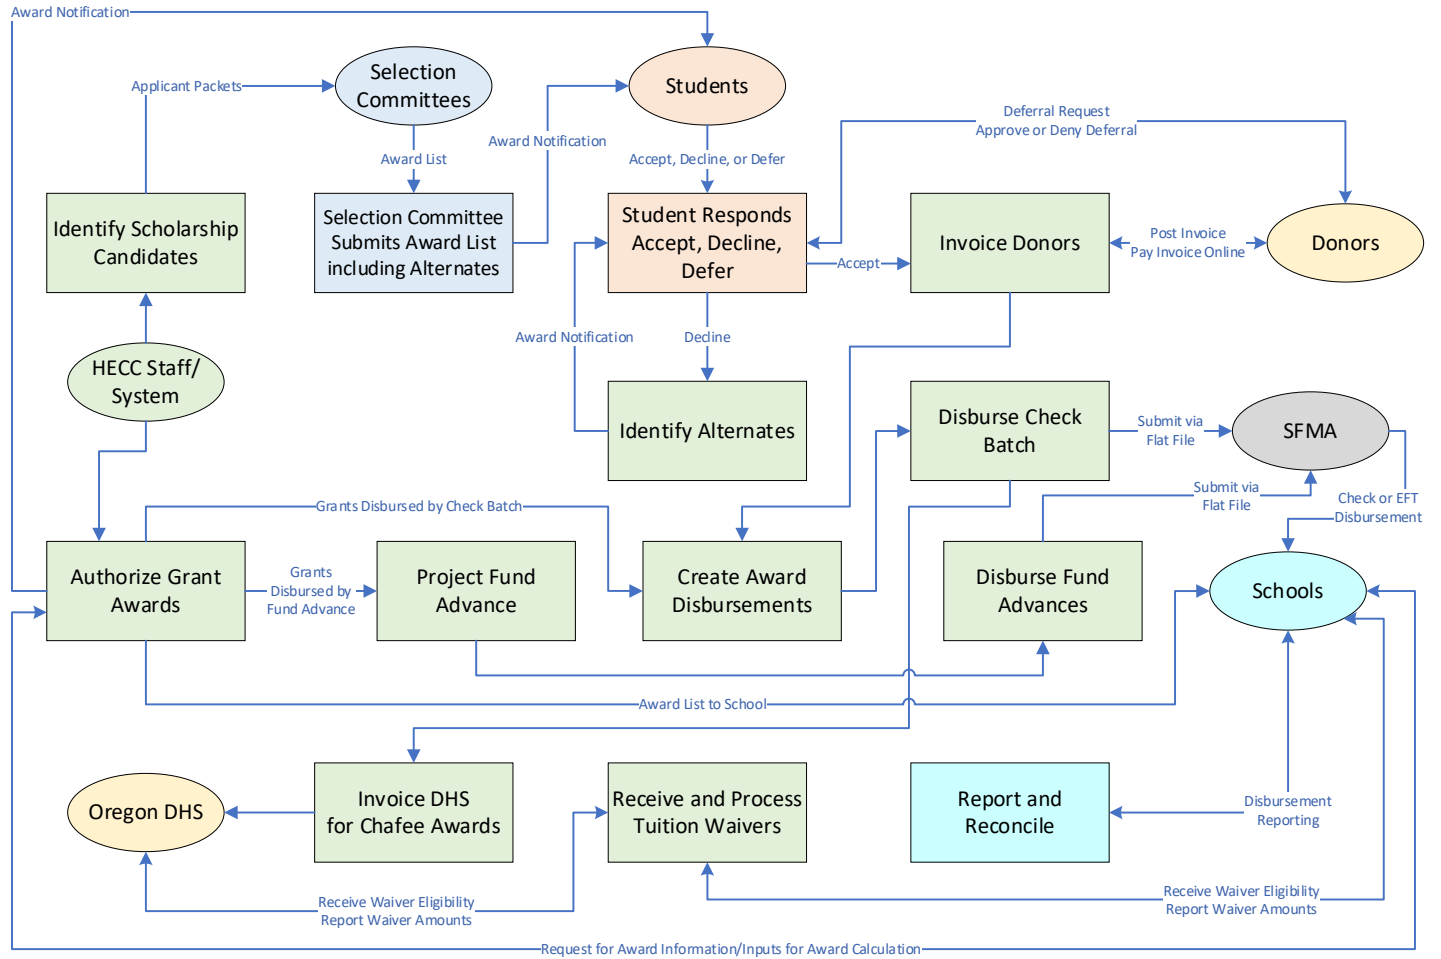 Award Notification
Selection
Committees
Students
Applicant Packets
Deferral Request
Approve or Deny Deferral
Award Notification
Award List
Accept, Decline, or Defer
Identify Scholarship
Candidates
Selection Committee
Submits Award List
including Alternates
Student Responds
Accept, Decline,
Defer
Accept
Invoice Donors
Post Invoice
Pay Invoice Online
Donors
Award Notification
Decline
HECC Staff/
System
Identify Alternates
Disburse Check
Batch
Submit via
Flat File
SFMA
Grants Disbursed by Check Batch
Submit via
Flat File
Check or EFT
Disbursement
Authorize Grant
Awards
Grants
Disbursed by
Fund Advance
Project Fund
Advance
Create Award
Disbursements
Disburse Fund
Advances
Schools
Award List to School
Oregon DHS
Invoice DHS
for Chafee Awards
Receive and Process
Tuition Waivers
Report and
Reconcile
Disbursement
Reporting
Receive Waiver Eligibility
Report Waiver Amounts
Receive Waiver Eligibility
Report Waiver Amounts
Request for Award Information/Inputs for Award Calculation